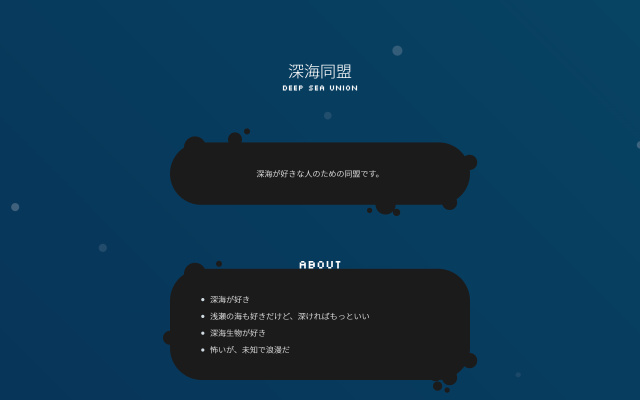 深海同盟
DEEP SEA UNION
深海が好きな人のための同盟です。
ABOUT
深海が好き
浅瀬の海も好きだけど、深ければもっといい
深海生物が好き
怖いが、未知で浪漫だ